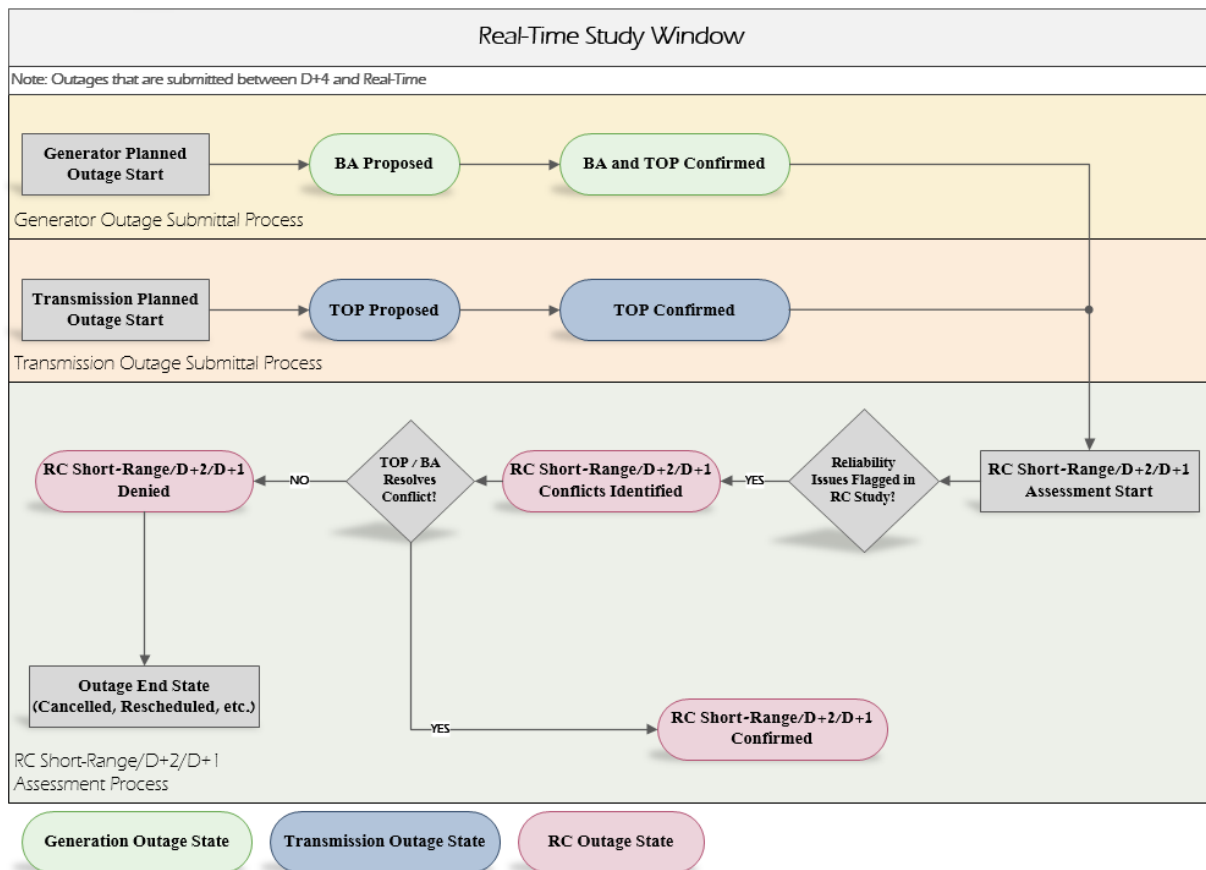 Real-Time Study Window
Note: Outages that are submitted between D+4 and Real-Time
Generator Planned
Outage Start
BA Proposed
BA and TOP Confirmed
Generator Outage Submittal Process
Transmission Planned
Outage Start
TOP Proposed
TOP Confirmed
Transmission Outage Submittal Process
RC Short-Range/D+2/D+1
Denied
NO
TOP / BA
Resolves
Conflict?
RC Short-Range/D+2/D+1
Conflicts Identified
YES
Reliability
Issues Flagged in
RC Study?
RC Short-Range/D+2/D+1
Assessment Start
Outage End State
(Cancelled, Rescheduled, etc.)
YES
RC Short-Range/D+2/D+1
Confirmed
RC Short-Range/D+2/D+1
Assessment Process
Generation Outage State
Transmission Outage State
RC Outage State